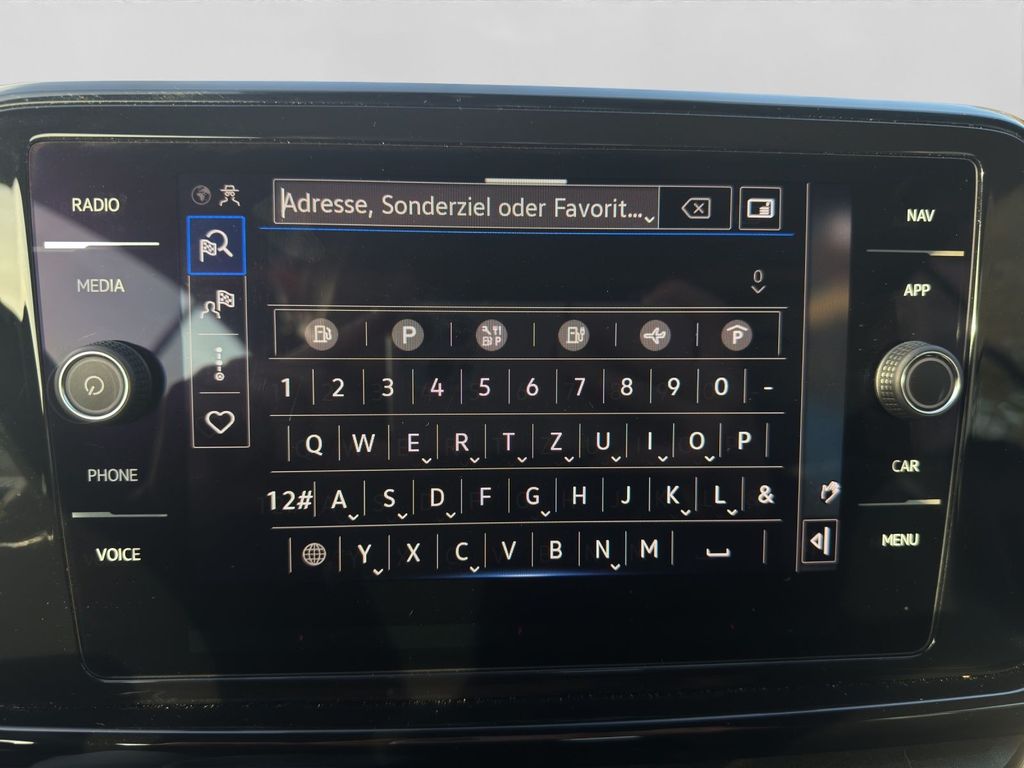 RADIO
MEDIA
PHONE
VOICE
Adresse, Sonderziel oder Favorit...
0
P P P
1 2 3 4 5 6 7 8 9 0 -
Q W E R T Z U I O P
12# A S D F G H J K L &
Y X C V B N M
NAV
APP
CAR
MENU